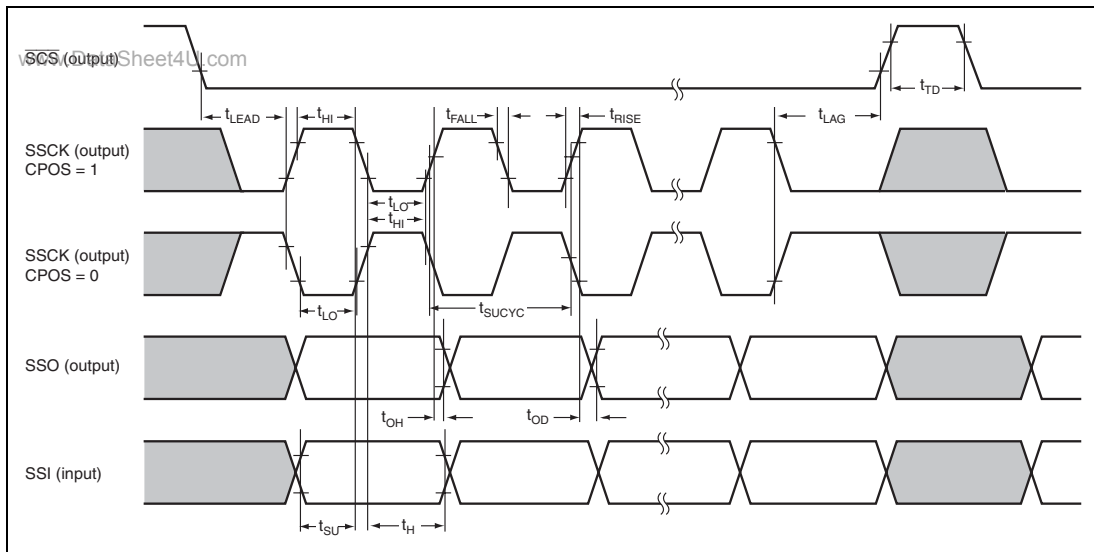 SCS (output)
www.DataSheet4U.com
tTD
tLEAD
tHI
tFALL
tRISE
tLAG
SSCK (output)
CPOS = 1
tLO
tHI
SSCK (output)
CPOS = 0
tLO
tSUCYC
SSO (output)
tOH
tOD
SSI (input)
tSU
tH